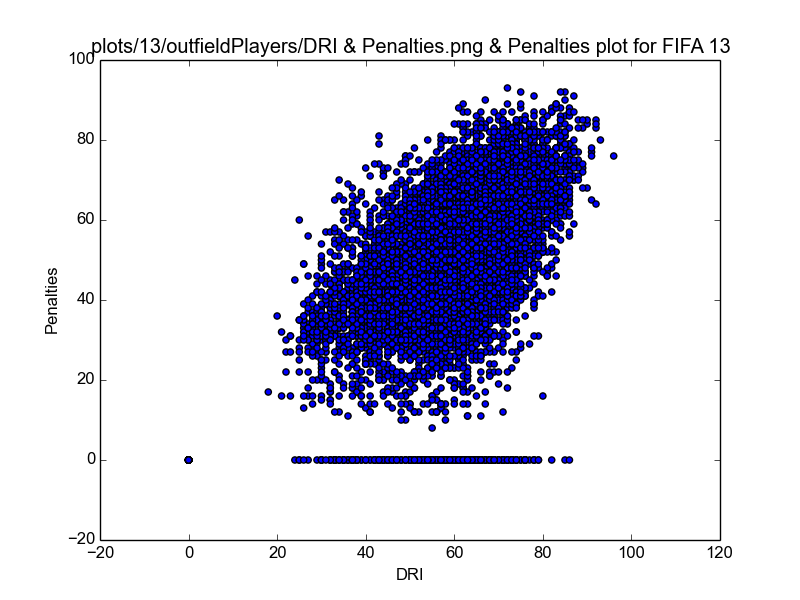 plots/13/outfieldPlayers/DRI & Penalties.png & Penalties plot for FIFA 13
100
80
60
40
20
0
−20
Penalties
−20 0 20 40 60 80 100 120
DRI